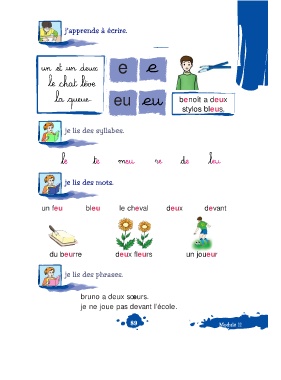 j'apprends à écrire.
un et un deux
le chat lève
la queue.
e e
eu eu
benoît a deux
stylos bleus.
je lis des syllabes.
le te meu re de leu
je lis des mots.
un feu bleu le cheval deux devant
du beurre deux fleurs un joueur
je lis des phrases.
bruno a deux sœurs.
je ne joue pas devant l'école.
89
Module 11